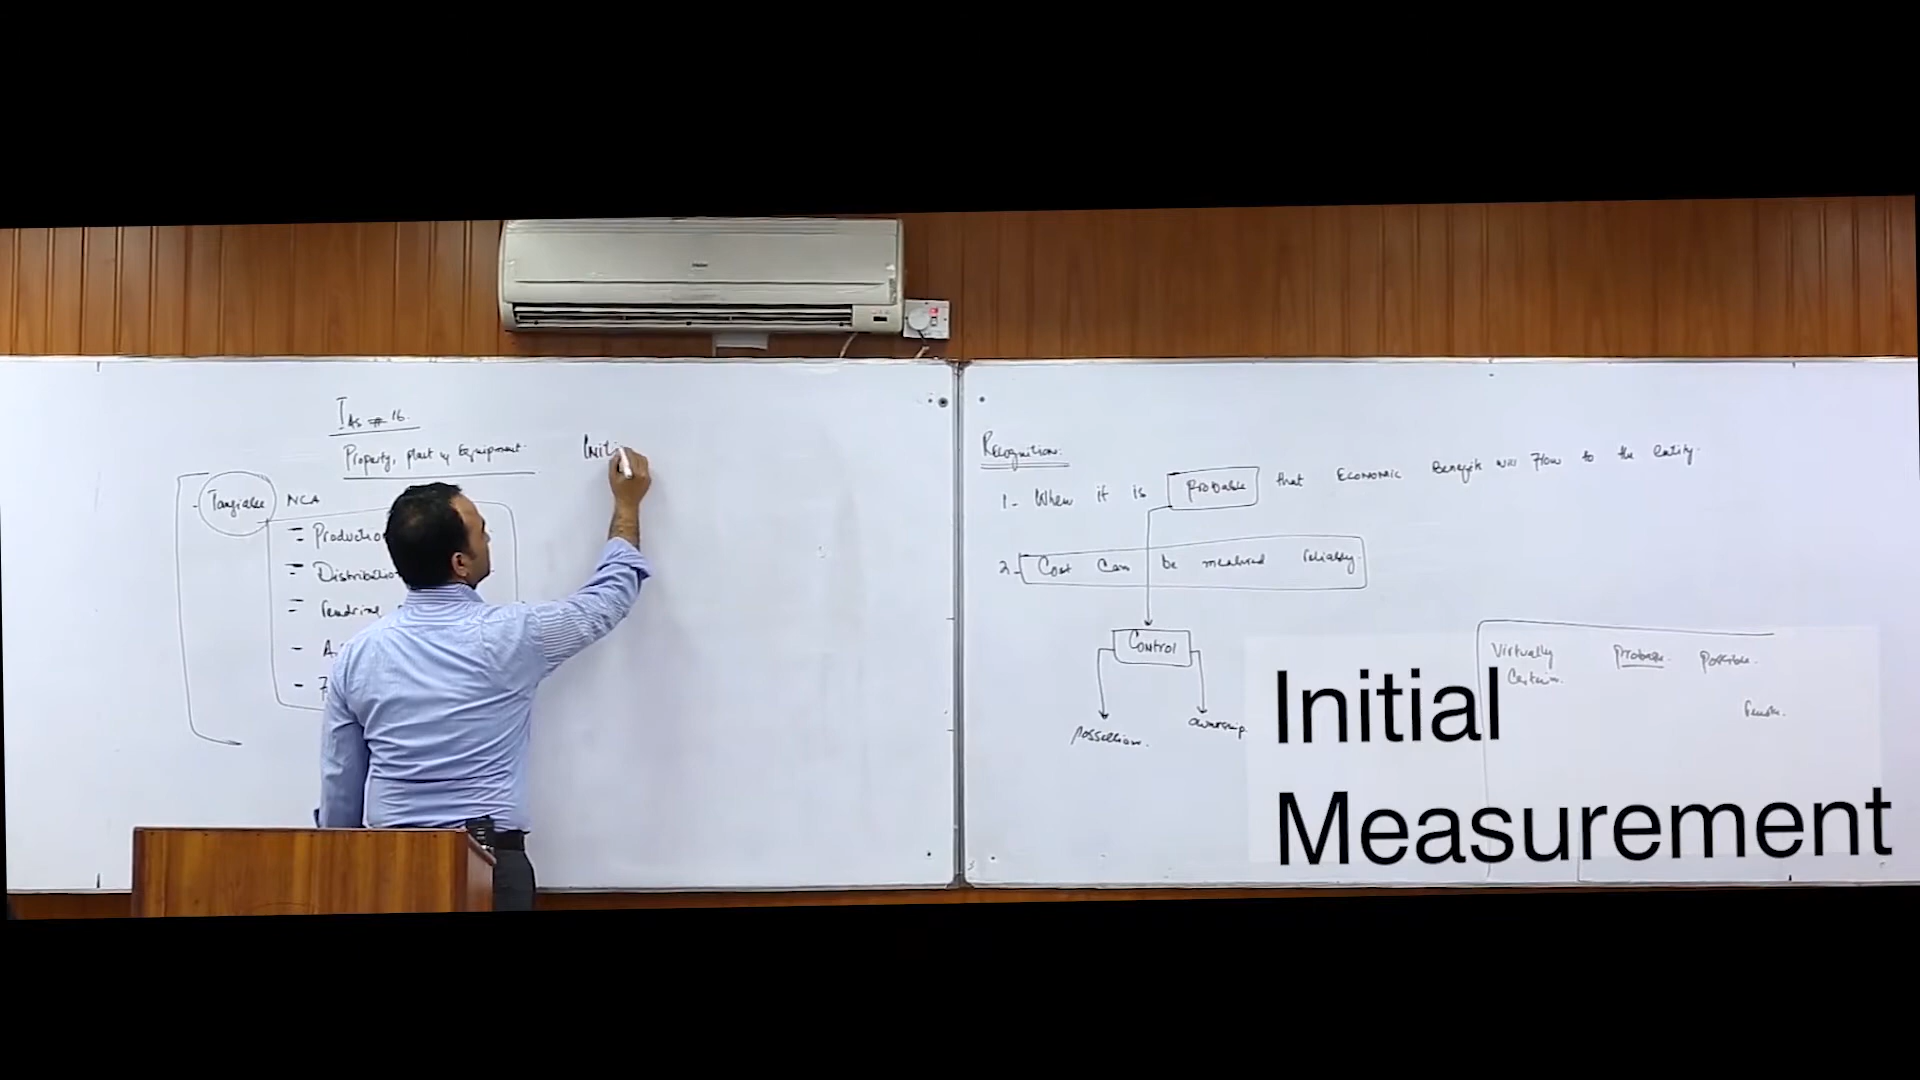 IAS # 16.
Property, plant & Equipment.
- Tangiable NCA
= Production
= Distribution
=
-
-
Initi
Recognition:
1- When it is Probable that Economic Benefits will Flow to the entity.
2- Cost Can be measured reliably.
Control
possession. ownership.
Virtually Probable. Possible.
Certain.
Remote.
Initial
Measurement